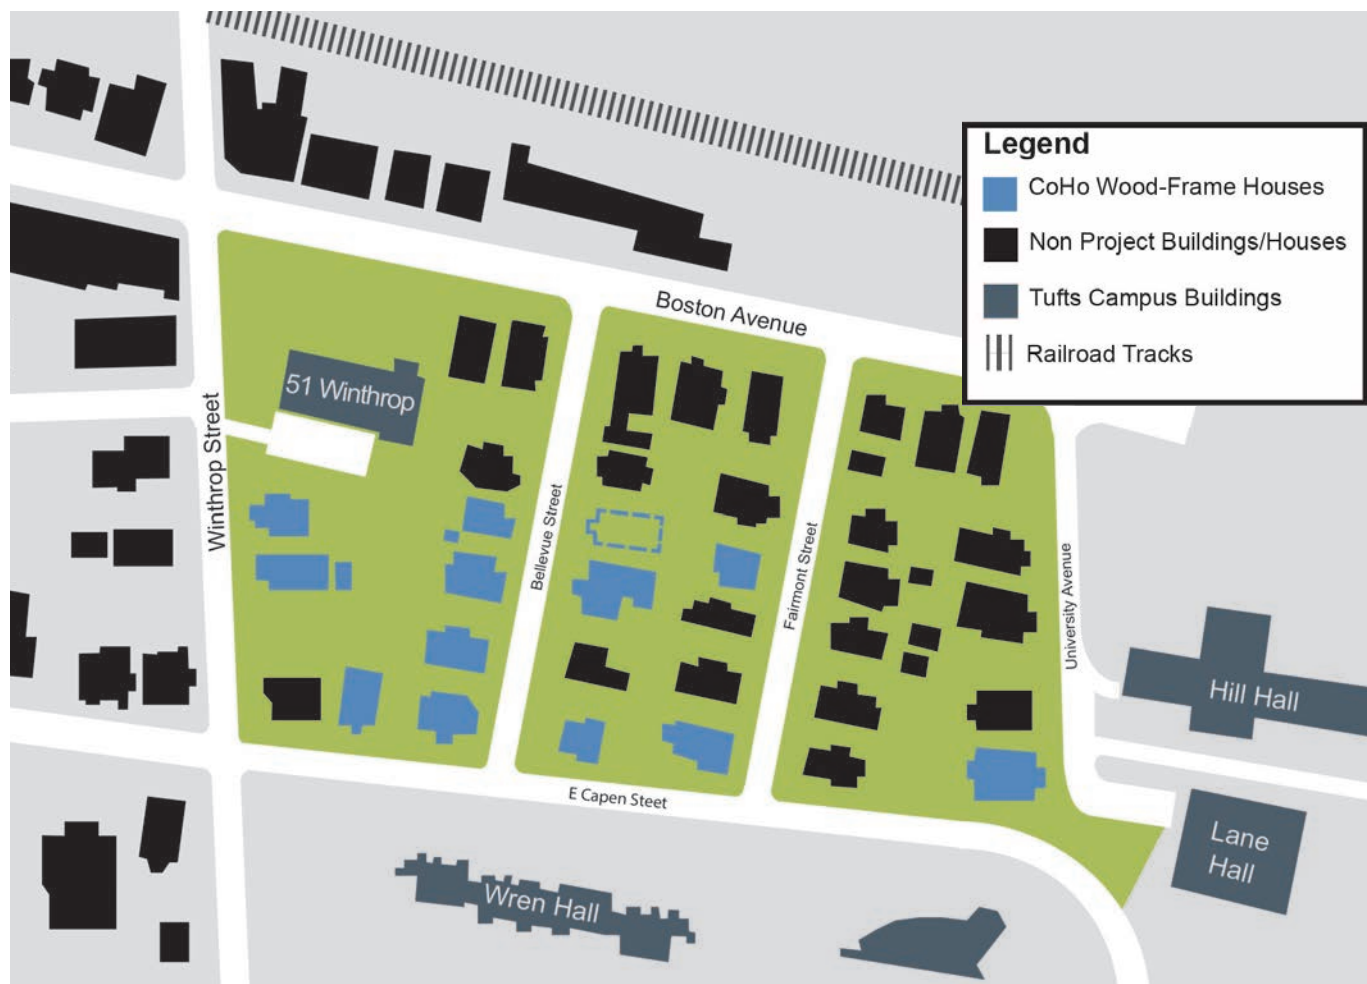 Legend
CoHo Wood-Frame Houses
Non Project Buildings/Houses
Tufts Campus Buildings
Railroad Tracks
Boston Avenue
51 Winthrop
Winthrop Street
Bellevue Street
Fairmont Street
University Avenue
Hill Hall
E Capen Steet
Lane
Hall
Wren Hall